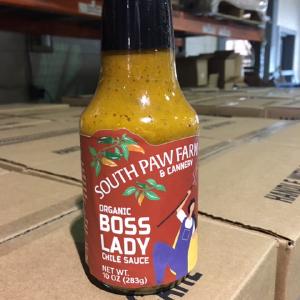 SOUTH PAW FARM
& CANNERY
ORGANIC
BOSS
LADY
CHILE SAUCE
NET WT.
10 OZ (283g)